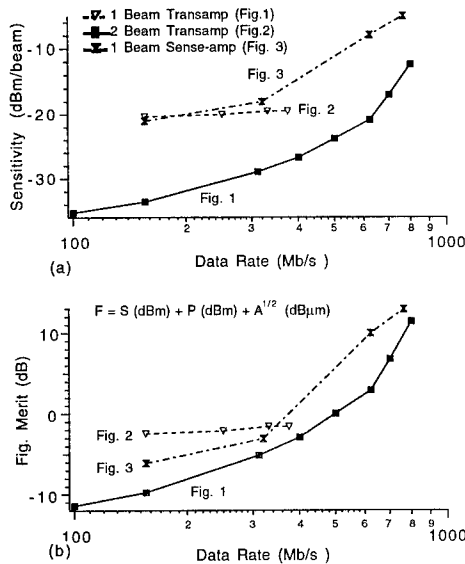 1 Beam Transamp (Fig.1)
2 Beam Transamp (Fig.2)
1 Beam Sense-amp (Fig. 3)
Sensitivity (dBm/beam)
-10
-20
-30
Fig. 3
Fig. 2
Fig. 1
100
2
3
4
5
6
7
8
9
1000
(a)
Data Rate (Mb/s )
F = S (dBm) + P (dBm) + A^1/2 (dBµm)
Fig. Merit (dB)
10
0
-10
Fig. 2
Fig. 3
Fig. 1
100
2
3
4
5
6
7
8
9
1000
(b)
Data Rate (Mb/s )